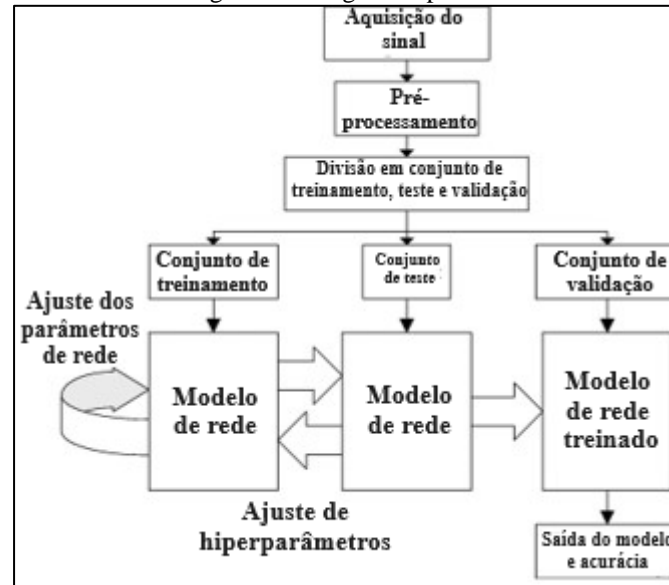 Aquisição do
sinal
Pré-
processamento
Divisão em conjunto de
treinamento, teste e validação
Conjunto de
treinamento
Conjunto
de teste
Conjunto de
validação
Ajuste dos
parâmetros
de rede
Modelo
de rede
Modelo
de rede
Modelo
de rede
treinado
Ajuste de
hiperparâmetros
Saída do modelo
e acurácia